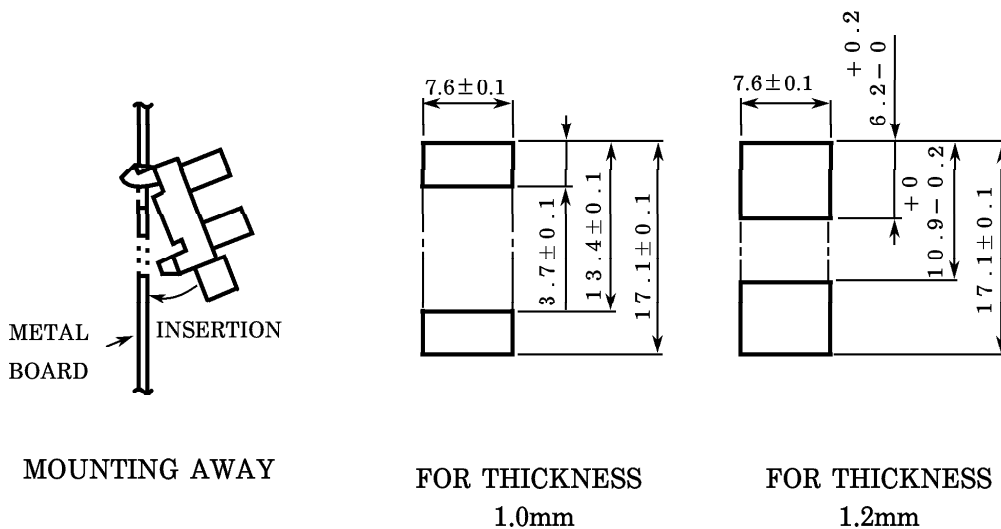 7.6±0.1
3.7±0.1
13.4±0.1
17.1±0.1
7.6±0.1
+0.2
6.2-0
+0
10.9-0.2
17.1±0.1
METAL
BOARD
INSERTION
MOUNTING AWAY
FOR THICKNESS
1.0mm
FOR THICKNESS
1.2mm